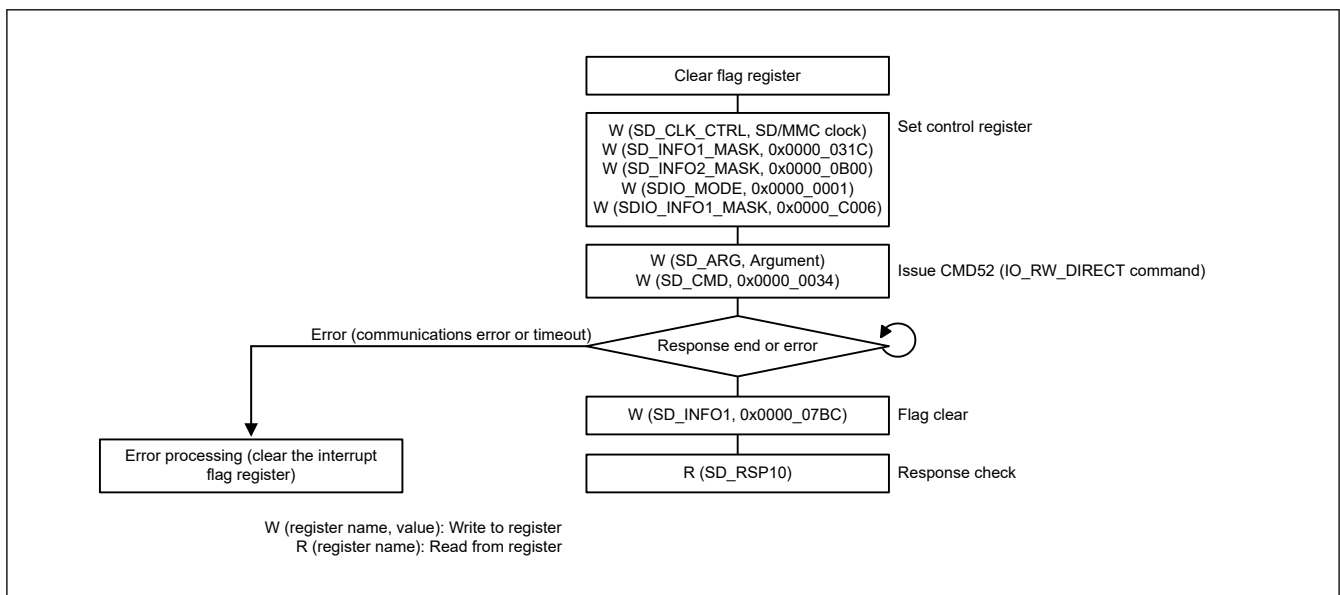 Clear flag register
W (SD_CLK_CTRL, SD/MMC clock)
W (SD_INFO1_MASK, 0x0000_031C)
W (SD_INFO2_MASK, 0x0000_0B00)
W (SDIO_MODE, 0x0000_0001)
W (SDIO_INFO1_MASK, 0x0000_C006)
Set control register
W (SD_ARG, Argument)
W (SD_CMD, 0x0000_0034)
Issue CMD52 (IO_RW_DIRECT command)
Error (communications error or timeout)
Response end or error
W (SD_INFO1, 0x0000_07BC)
Flag clear
Error processing (clear the interrupt
flag register)
R (SD_RSP10)
Response check
W (register name, value): Write to register
R (register name): Read from register